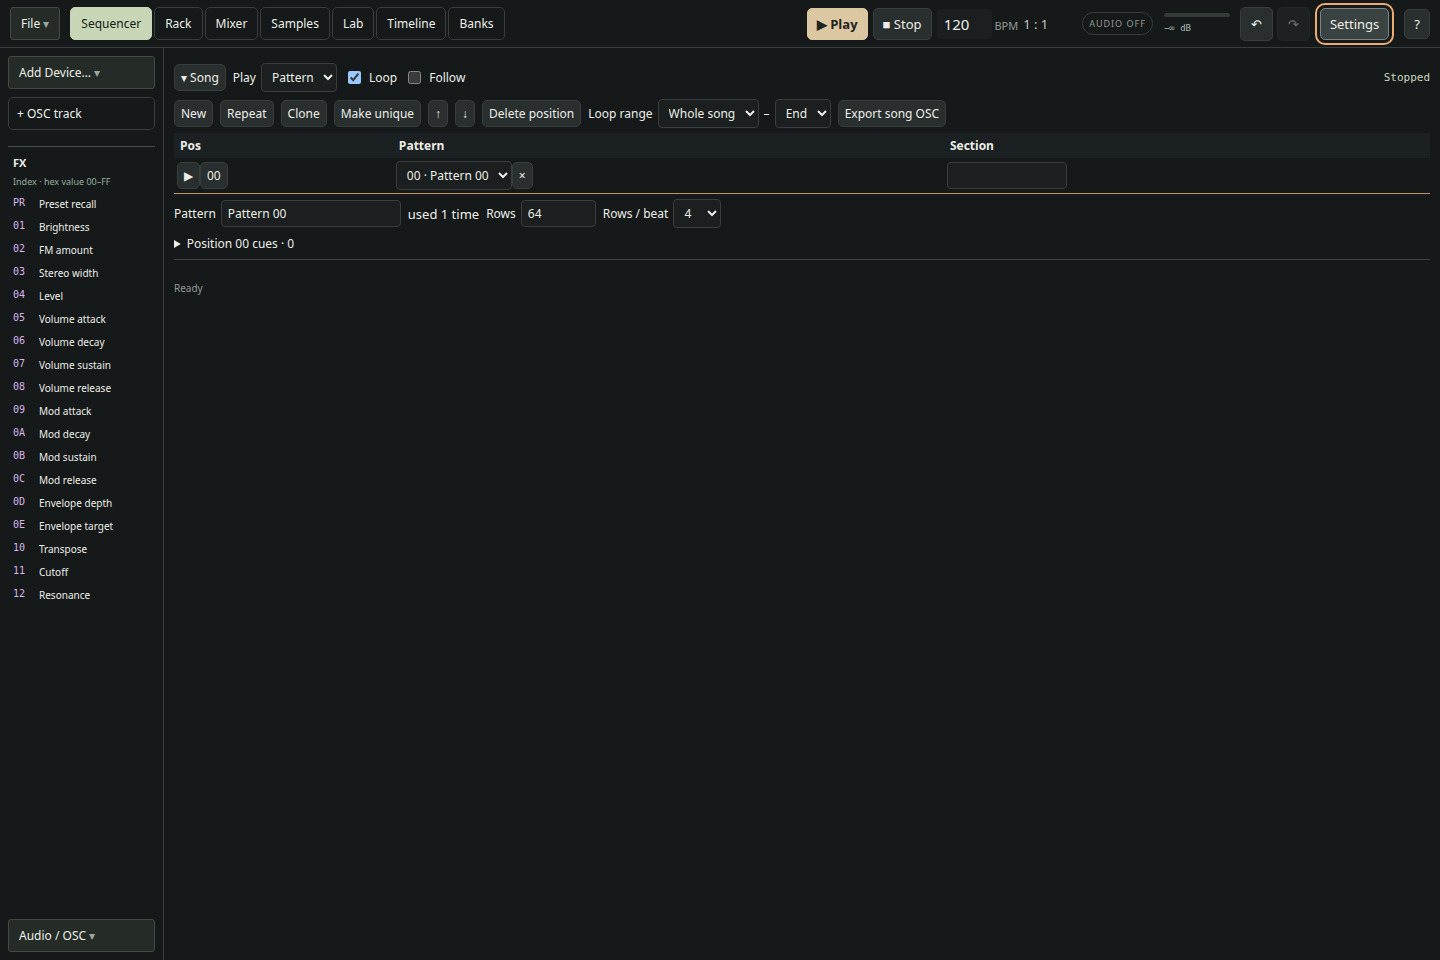 File ▾ Sequencer Rack Mixer Samples Lab Timeline Banks ▶ Play ■ Stop 120 BPM 1 : 1 AUDIO OFF −∞ dB ↶ ↷ Settings ?
Add Device... ▾
+ OSC track
FX
Index · hex value 00–FF
PR Preset recall
01 Brightness
02 FM amount
03 Stereo width
04 Level
05 Volume attack
06 Volume decay
07 Volume sustain
08 Volume release
09 Mod attack
0A Mod decay
0B Mod sustain
0C Mod release
0D Envelope depth
0E Envelope target
10 Transpose
11 Cutoff
12 Resonance
Audio / OSC ▾
▾ Song Play Pattern Loop Follow Stopped
New Repeat Clone Make unique ↑ ↓ Delete position Loop range Whole song – End Export song OSC
Pos Pattern Section
▶ 00 00 · Pattern 00 ×
Pattern Pattern 00 used 1 time Rows 64 Rows / beat 4
▶ Position 00 cues · 0
Ready